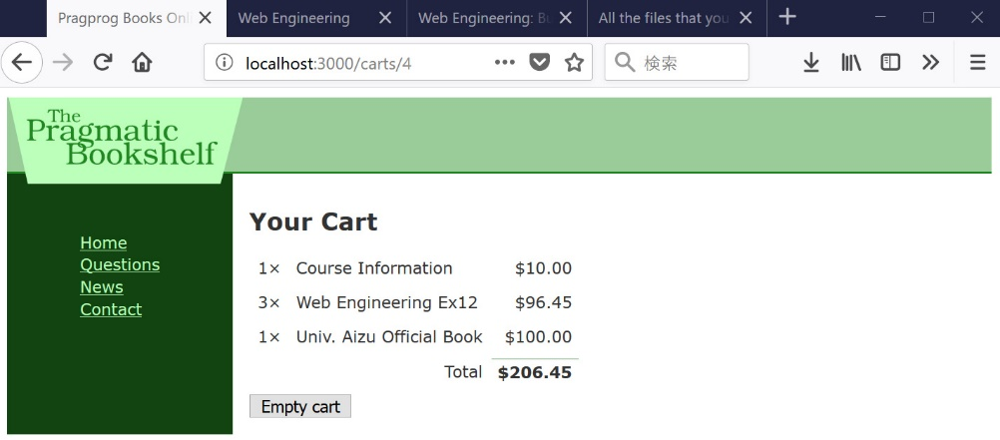 Pragprog Books Onl
Web Engineering
Web Engineering: Bu
All the files that you
localhost:3000/carts/4
検索
The
Pragmatic
Bookshelf
Home
Questions
News
Contact
Your Cart
1× Course Information $10.00
3× Web Engineering Ex12 $96.45
1× Univ. Aizu Official Book $100.00
Total $206.45
Empty cart